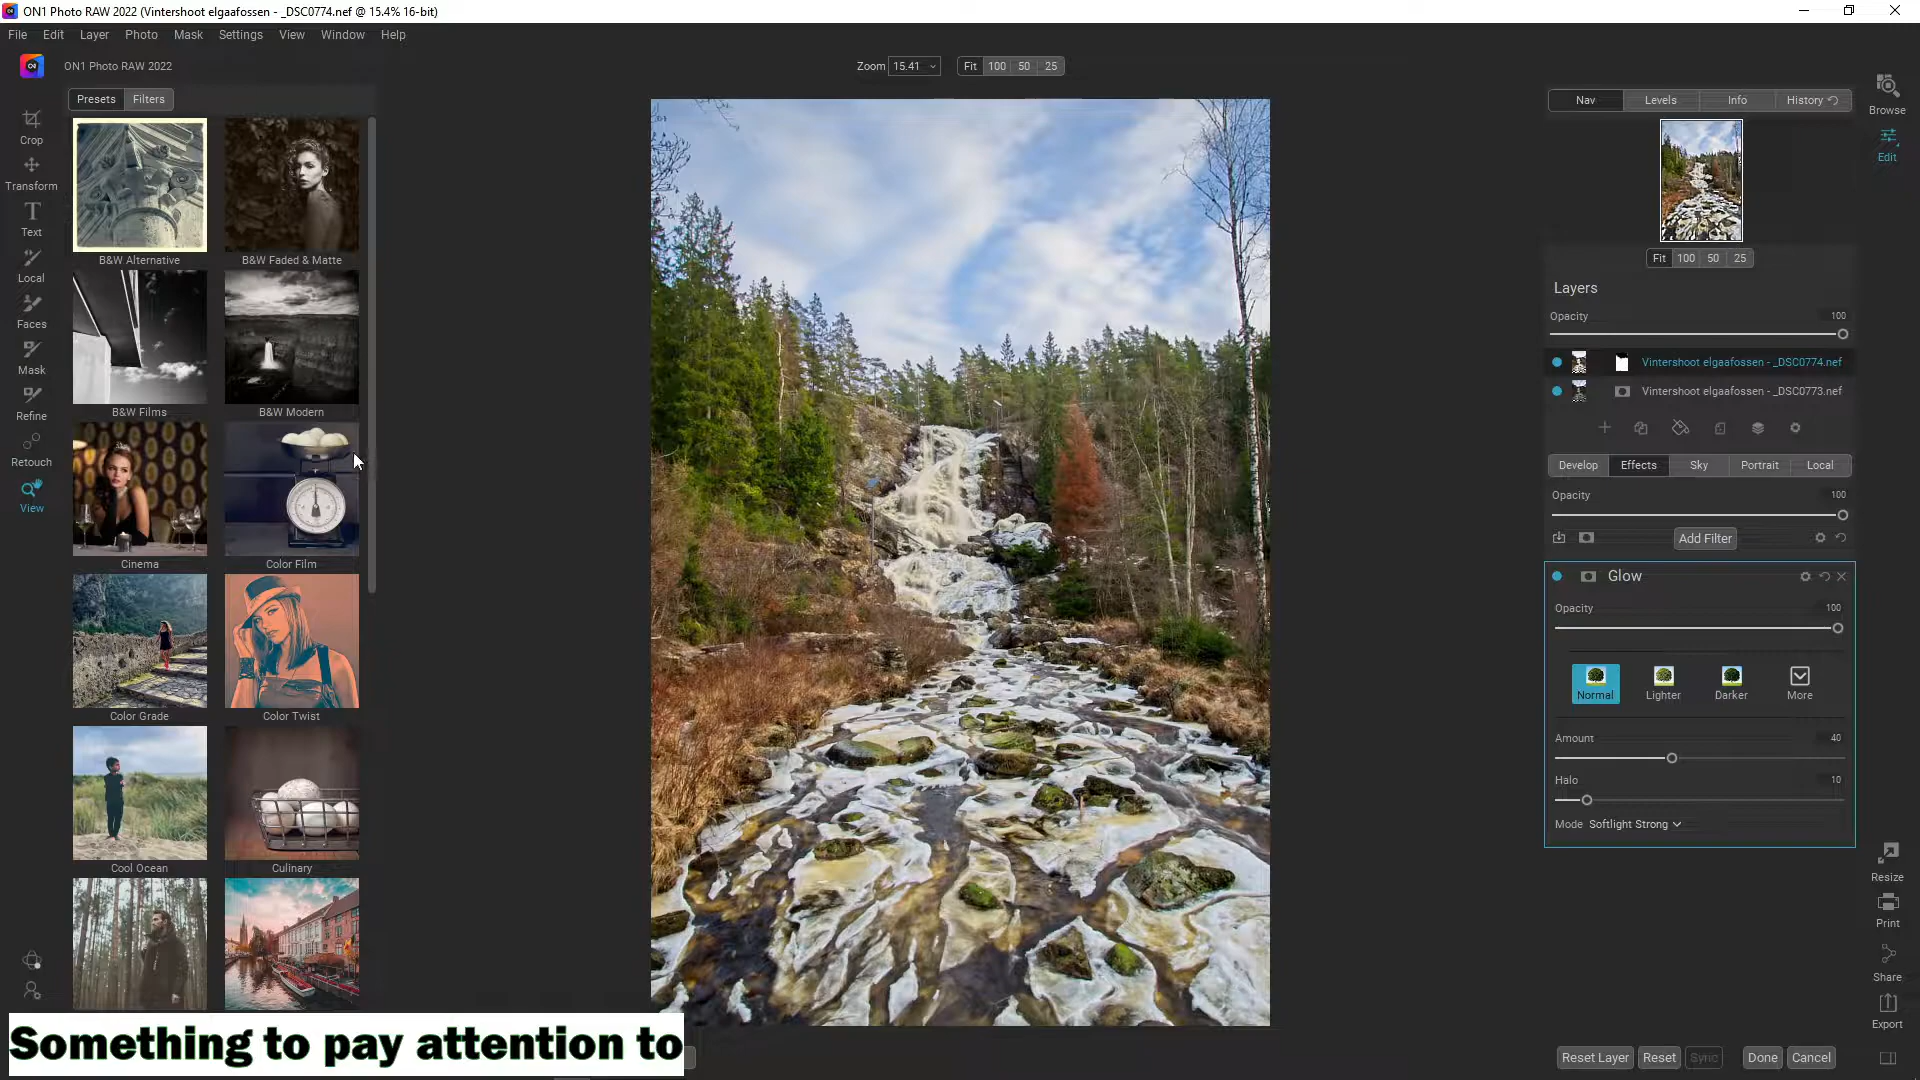 ON1 Photo RAW 2022 (Vintershoot elgaafossen - _DSC0774.nef @ 15.4% 16-bit)
File Edit Layer Photo Mask Settings View Window Help
ON1 Photo RAW 2022
Zoom 15.41 Fit 100 50 25
Presets Filters
B&W Alternative B&W Faded & Matte
B&W Films B&W Modern
Cinema Color Film
Color Grade Color Twist
Cool Ocean Culinary
Crop
Transform
Text
Local
Faces
Mask
Refine
Retouch
View
Nav Levels Info History
Fit 100 50 25
Layers
Opacity 100
Vintershoot elgaafossen - _DSC0774.nef
Vintershoot elgaafossen - _DSC0773.nef
Develop Effects Sky Portrait Local
Opacity 100
Add Filter
Glow
Opacity 100
Normal Lighter Darker More
Amount 40
Halo 10
Mode Softlight Strong
Browse
Edit
Resize
Print
Share
Export
Something to pay attention to
Reset Layer Reset Sync Done Cancel